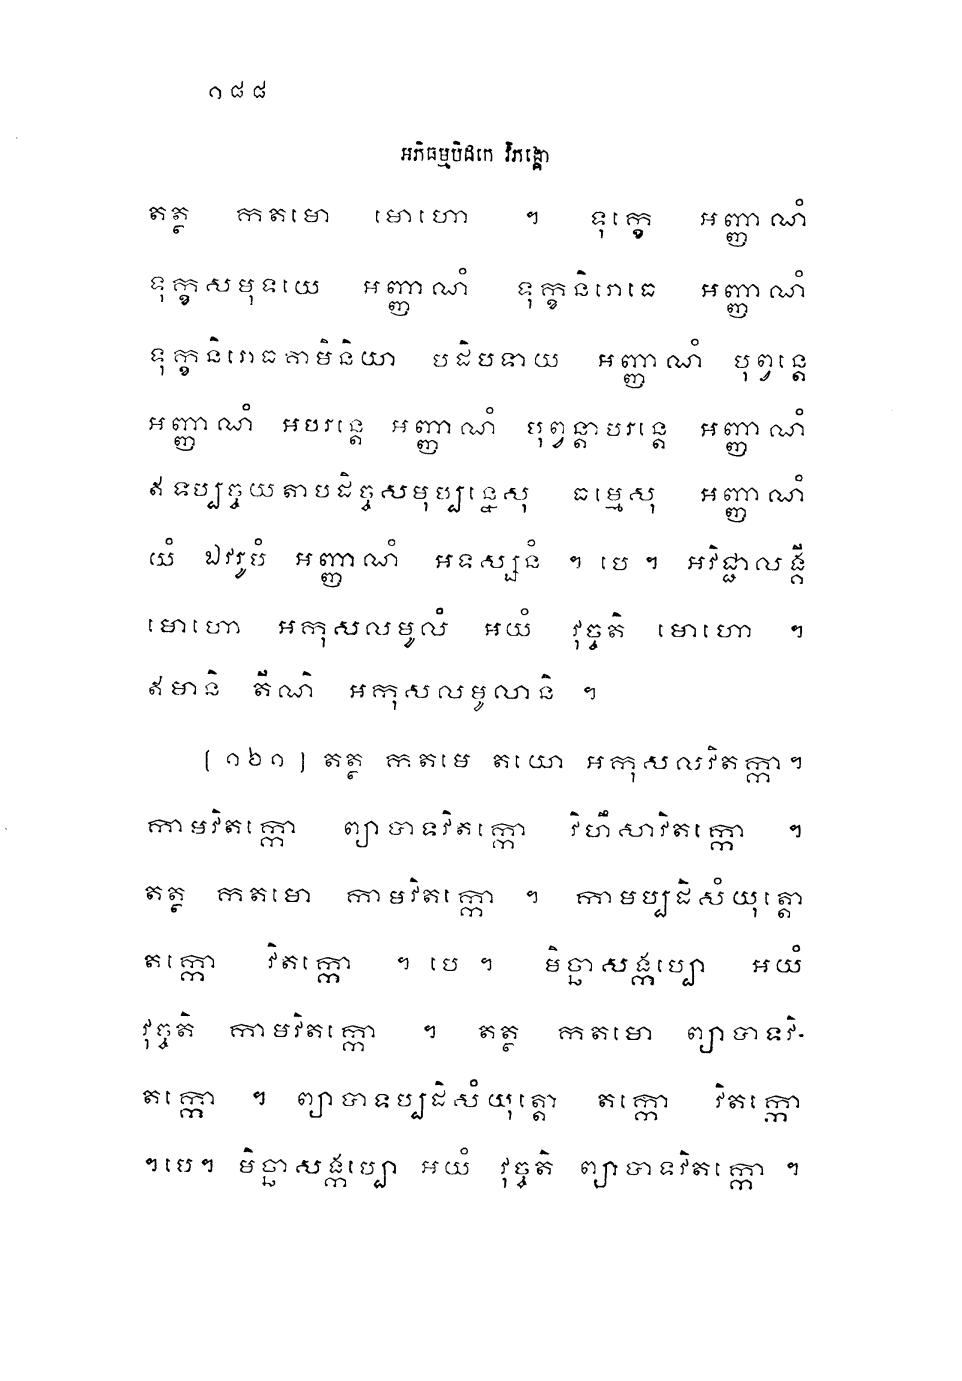 ១៨៨
អភិធម្មបិដកេ វិភង្គោ
តត្ថ កតមោ មោហោ ។ ទុក្ខេ អញ្ញាណំ
ទុក្ខសមុទយេ អញ្ញាណំ ទុក្ខនិរោធេ អញ្ញាណំ
ទុក្ខនិរោធគាមិនិយា បដិបទាយ អញ្ញាណំ បុព្វន្តេ
អញ្ញាណំ អបរន្តេ អញ្ញាណំ បុព្វន្តាបរន្តេ អញ្ញាណំ
ឥទប្បច្ចយតាបដិច្ចសមុប្បន្នេសុ ធម្មេសុ អញ្ញាណំ
យំ ឯវរូបំ អញ្ញាណំ អទស្សនំ ។ បេ ។ អវិជ្ជាលង្គី
មោហោ អកុសលមូលំ អយំ វុច្ចតិ មោហោ ។
ឥមានិ តីណិ អកុសលមូលានិ ។
[១៦១] តត្ថ កតមេ តយោ អកុសលវិតក្កា។
កាមវិតក្កោ ព្យាបាទវិតក្កោ វិហឹសាវិតក្កោ ។
តត្ថ កតមោ កាមវិតក្កោ ។ កាមប្បដិសំយុត្តោ
តក្កោ វិតក្កោ ។ បេ ។ មិច្ឆាសង្កប្បោ អយំ
វុច្ចតិ កាមវិតក្កោ ។ តត្ថ កតមោ ព្យាបាទវិ-
តក្កោ ។ ព្យាបាទប្បដិសំយុត្តោ តក្កោ វិតក្កោ
។បេ។ មិច្ឆាសង្កប្បោ អយំ វុច្ចតិ ព្យាបាទវិតក្កោ ។